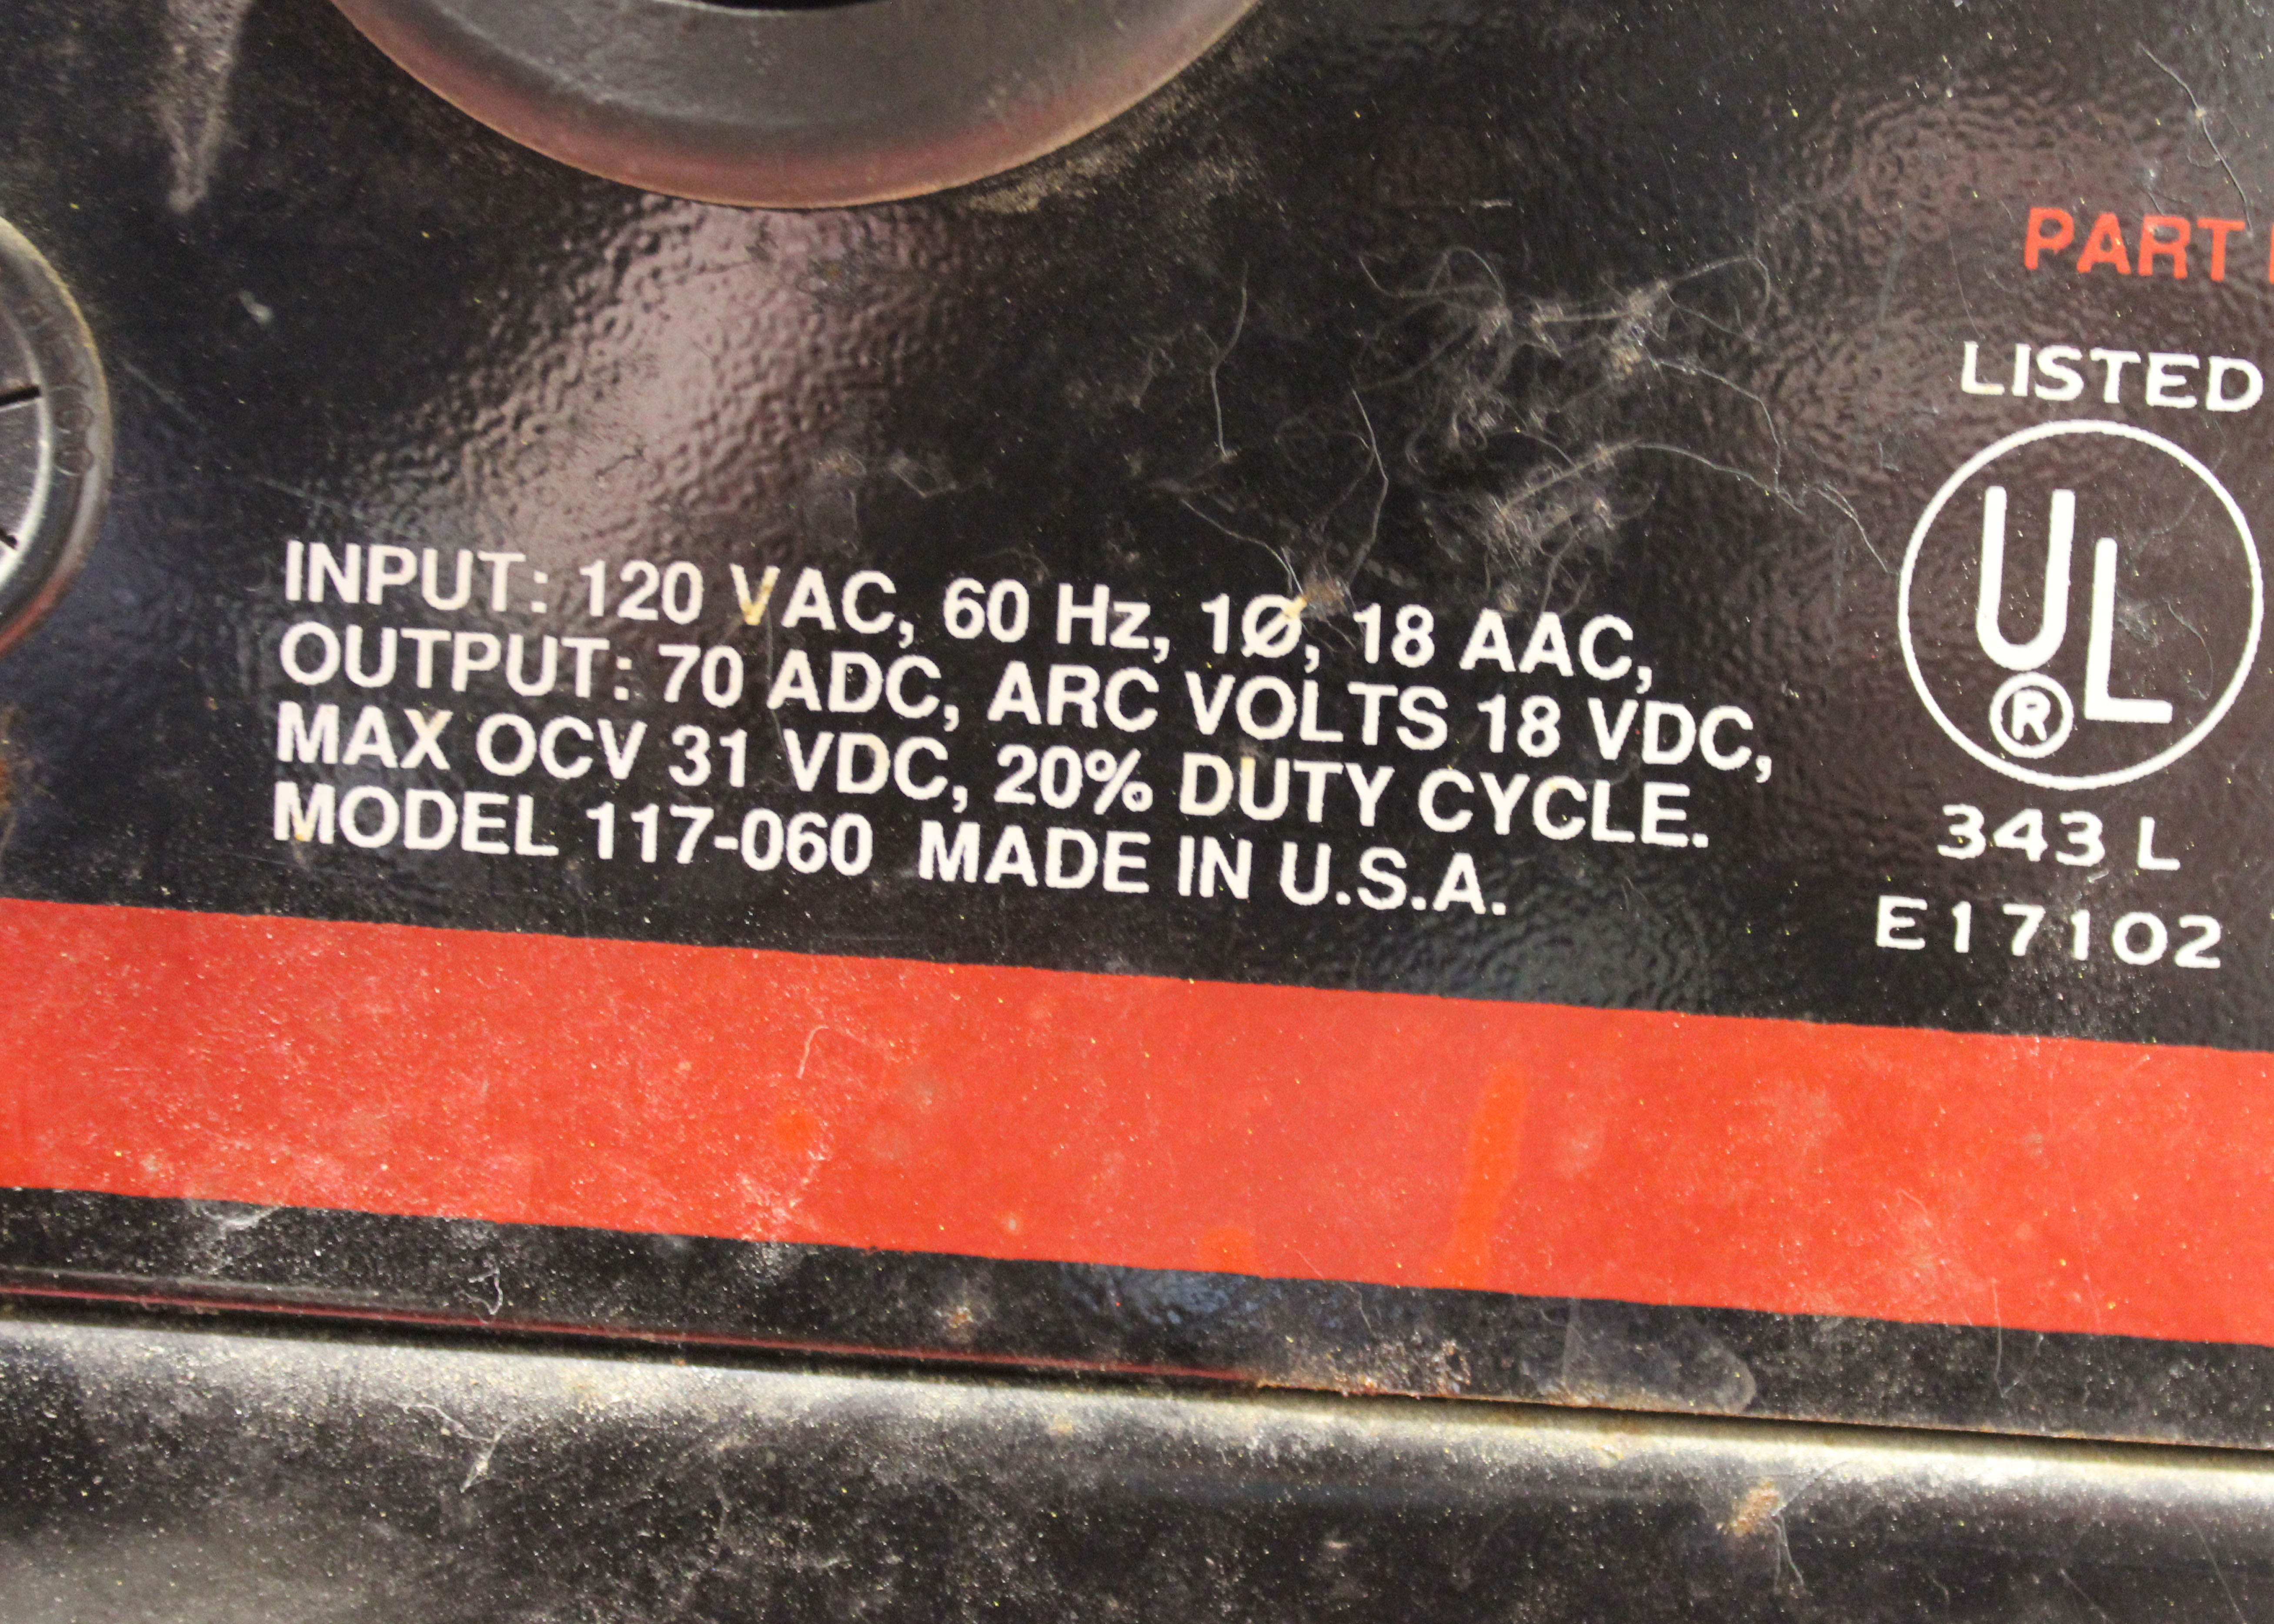 PART
LISTED
UL
®
343 L
E17102
INPUT: 120 VAC, 60 Hz, 1Ø, 18 AAC,
OUTPUT: 70 ADC, ARC VOLTS 18 VDC,
MAX OCV 31 VDC, 20% DUTY CYCLE.
MODEL 117-060 MADE IN U.S.A.